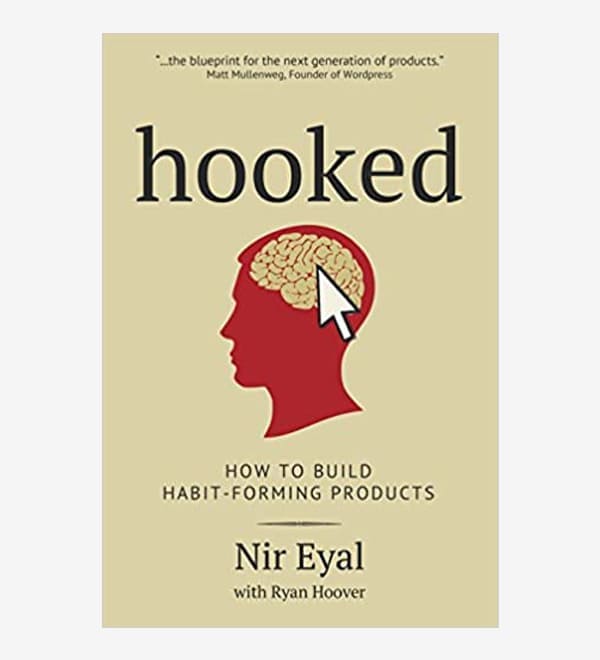 "...the blueprint for the next generation of products."
Matt Mullenweg, Founder of Wordpress
hooked
HOW TO BUILD
HABIT-FORMING PRODUCTS
Nir Eyal
with Ryan Hoover